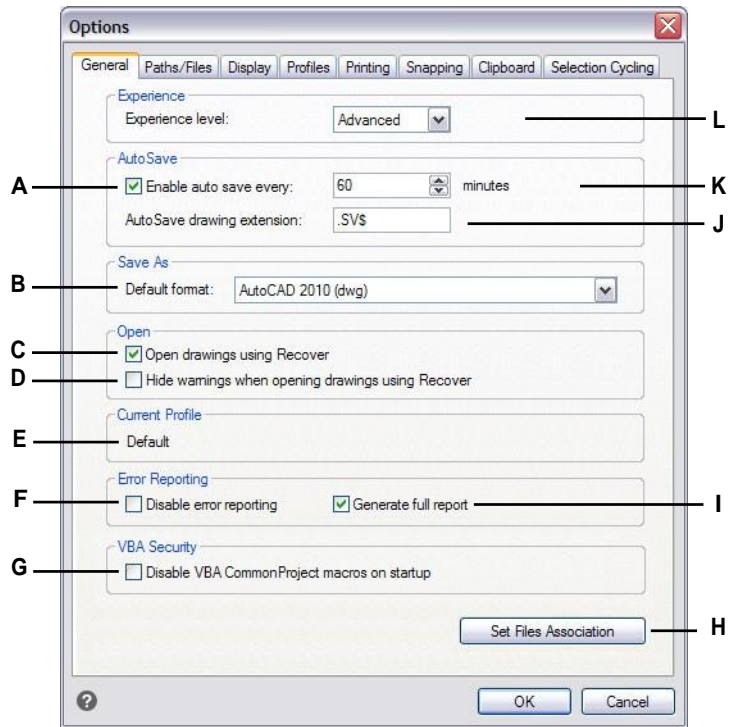 Options
General Paths/Files Display Profiles Printing Snapping Clipboard Selection Cycling
Experience
Experience level: Advanced L
AutoSave
A Enable auto save every: 60 minutes K
AutoSave drawing extension: .SV$ J
Save As
B Default format: AutoCAD 2010 (dwg)
Open
C Open drawings using Recover
D Hide warnings when opening drawings using Recover
Current Profile
E Default
Error Reporting
F Disable error reporting Generate full report I
VBA Security
G Disable VBA CommonProject macros on startup
Set Files Association H
? OK Cancel